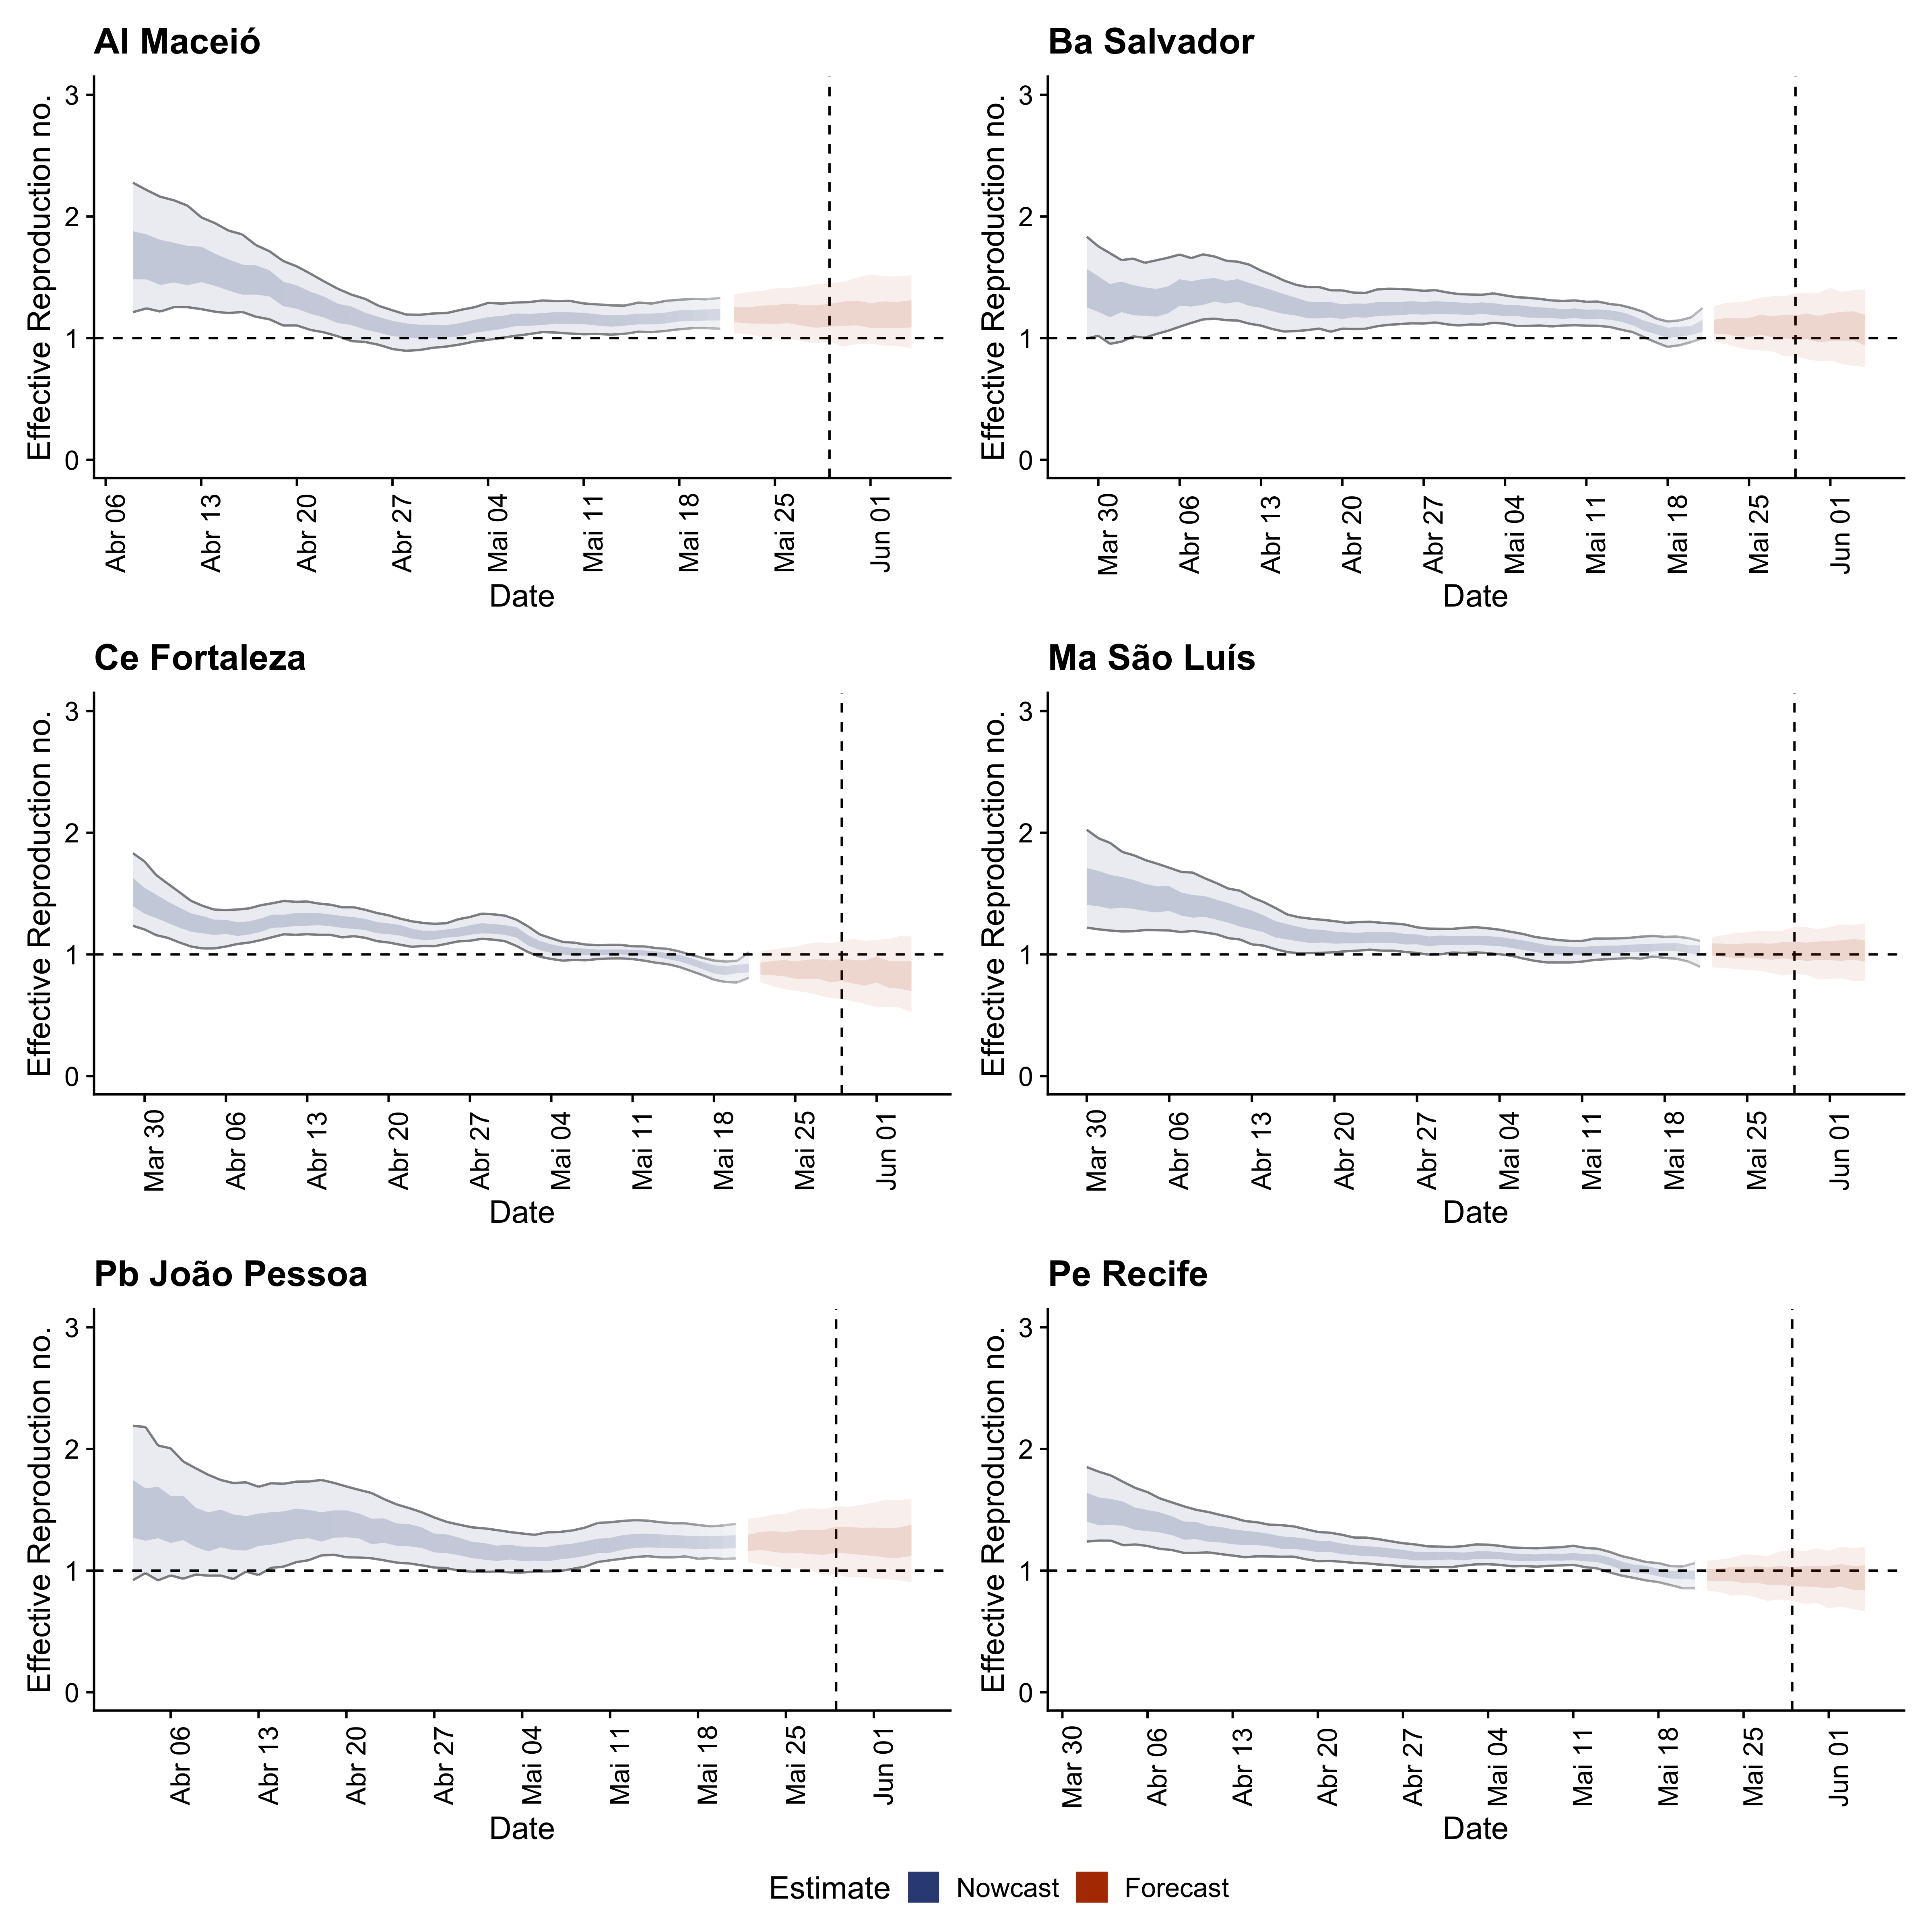 Al Maceió
Effective Reproduction no.
3
2
1
0
Abr 06
Abr 13
Abr 20
Abr 27
Mai 04
Mai 11
Mai 18
Mai 25
Jun 01
Date
Ba Salvador
Effective Reproduction no.
3
2
1
0
Mar 30
Abr 06
Abr 13
Abr 20
Abr 27
Mai 04
Mai 11
Mai 18
Mai 25
Jun 01
Date
Ce Fortaleza
Effective Reproduction no.
3
2
1
0
Mar 30
Abr 06
Abr 13
Abr 20
Abr 27
Mai 04
Mai 11
Mai 18
Mai 25
Jun 01
Date
Ma São Luís
Effective Reproduction no.
3
2
1
0
Mar 30
Abr 06
Abr 13
Abr 20
Abr 27
Mai 04
Mai 11
Mai 18
Mai 25
Jun 01
Date
Pb João Pessoa
Effective Reproduction no.
3
2
1
0
Abr 06
Abr 13
Abr 20
Abr 27
Mai 04
Mai 11
Mai 18
Mai 25
Jun 01
Date
Pe Recife
Effective Reproduction no.
3
2
1
0
Mar 30
Abr 06
Abr 13
Abr 20
Abr 27
Mai 04
Mai 11
Mai 18
Mai 25
Jun 01
Date
Estimate Nowcast Forecast